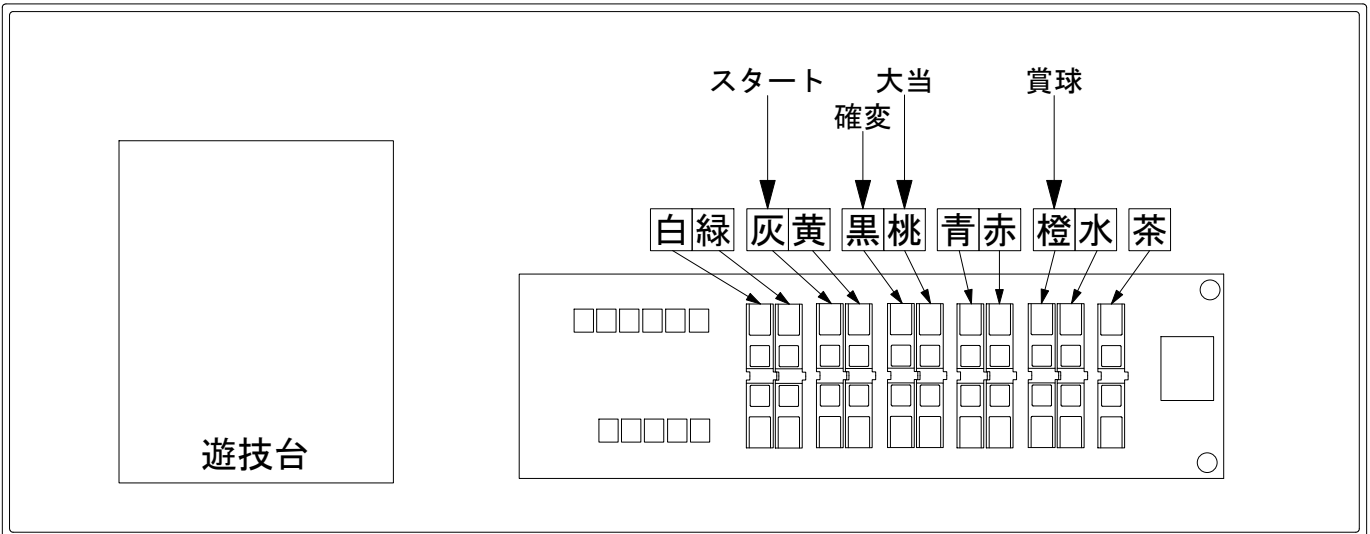 スタート 大当 賞球
確変
白緑 灰黄 黒桃 青赤 橙水 茶
遊技台